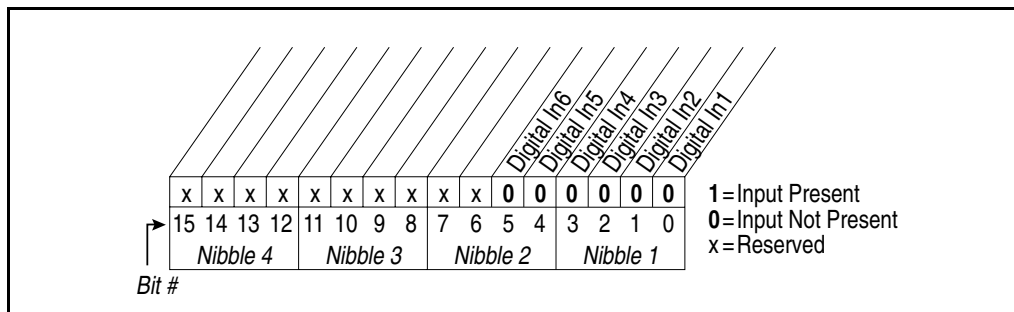 Digital In6
Digital In5
Digital In4
Digital In3
Digital In2
Digital In1
x x x x x x x x x x 0 0 0 0 0 0
15 14 13 12 11 10 9 8 7 6 5 4 3 2 1 0
Nibble 4 Nibble 3 Nibble 2 Nibble 1
Bit #
1=Input Present
0=Input Not Present
x=Reserved